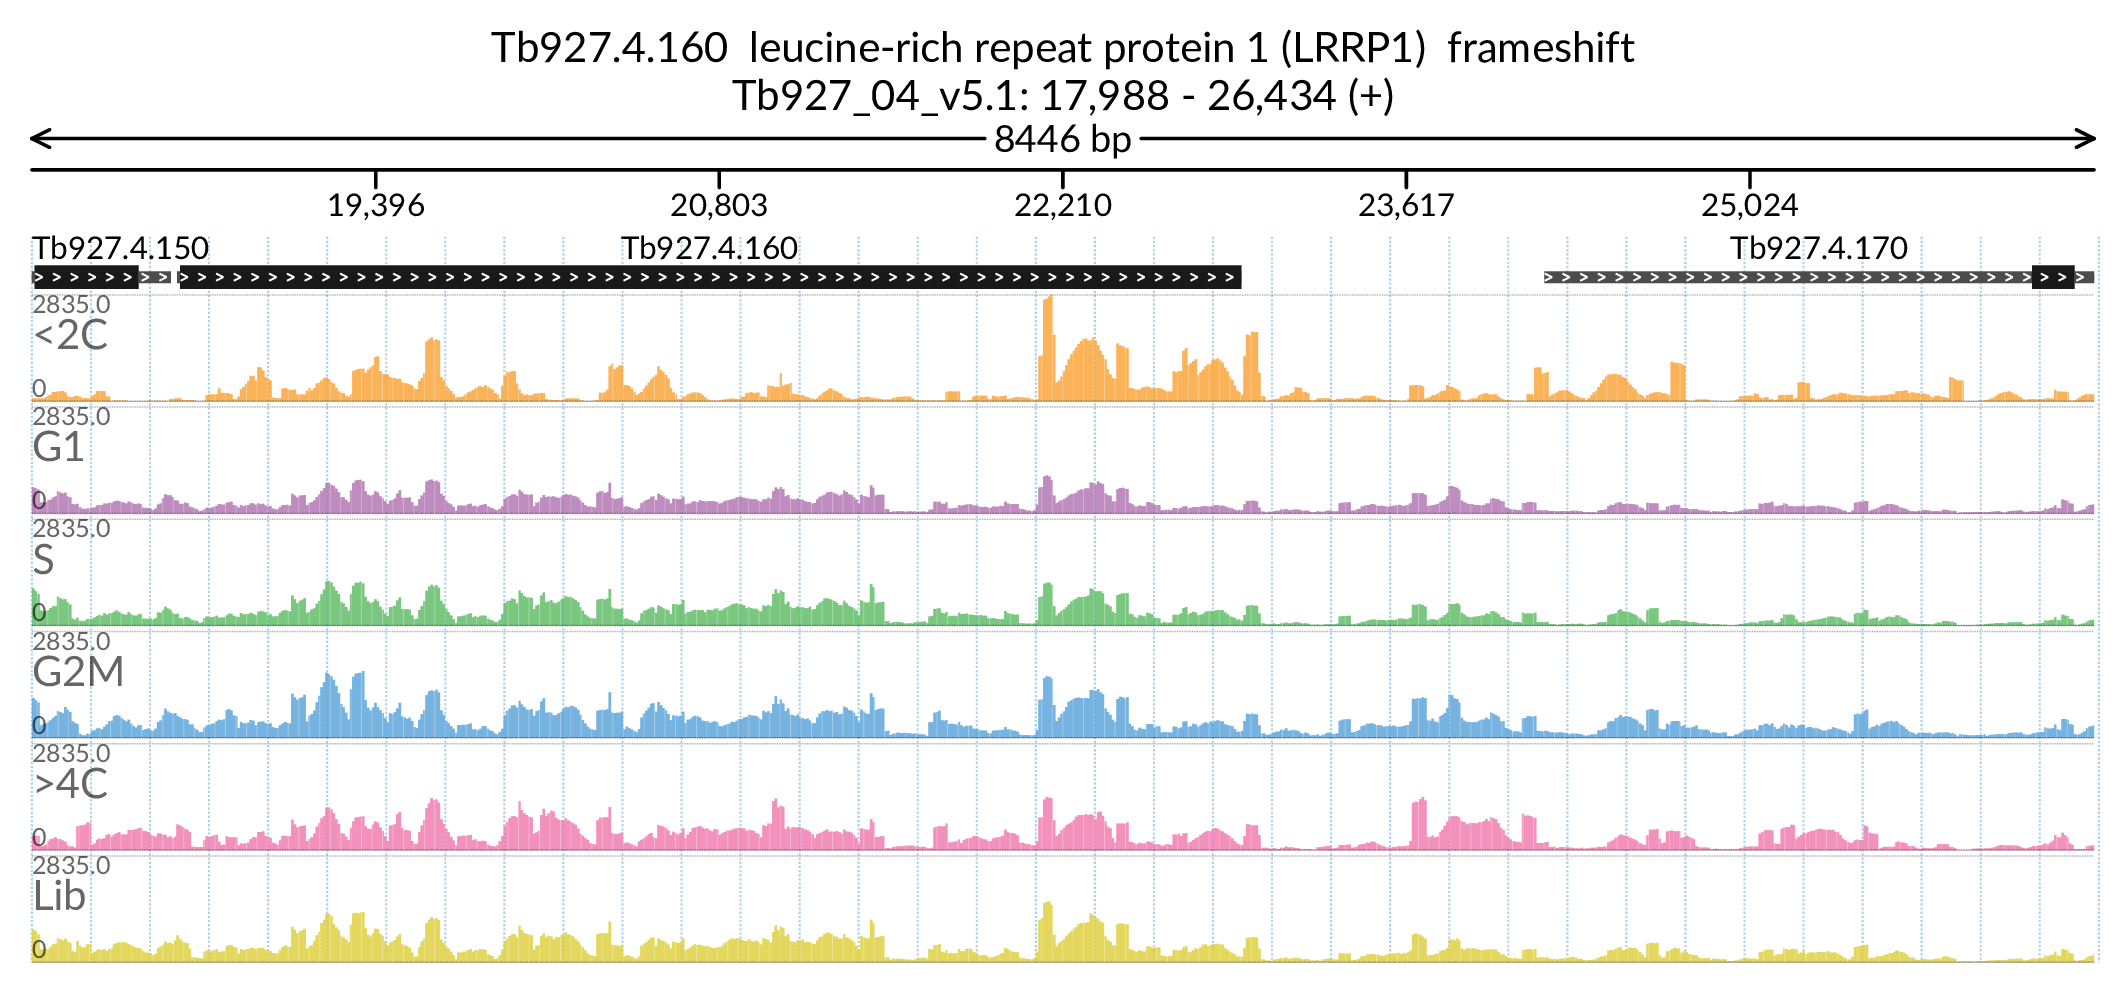 Tb927.4.160  leucine-rich repeat protein 1 (LRRP1)  frameshift
Tb927_04_v5.1: 17,988 - 26,434 (+)
8446 bp
19,396 20,803 22,210 23,617 25,024
Tb927.4.150 Tb927.4.160 Tb927.4.170
2835.0
<2C
0
2835.0
G1
0
2835.0
S
0
2835.0
G2M
0
2835.0
>4C
0
2835.0
Lib
0